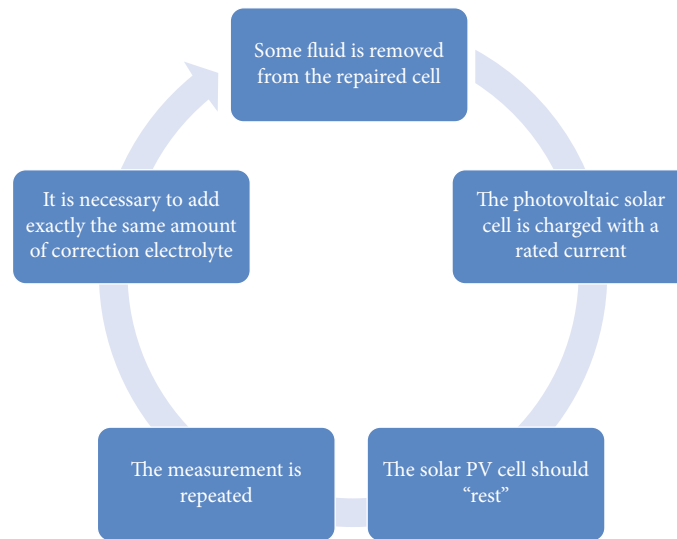 Some fluid is removed
from the repaired cell
The photovoltaic solar
cell is charged with a
rated current
The solar PV cell should
"rest"
The measurement is
repeated
It is necessary to add
exactly the same amount
of correction electrolyte